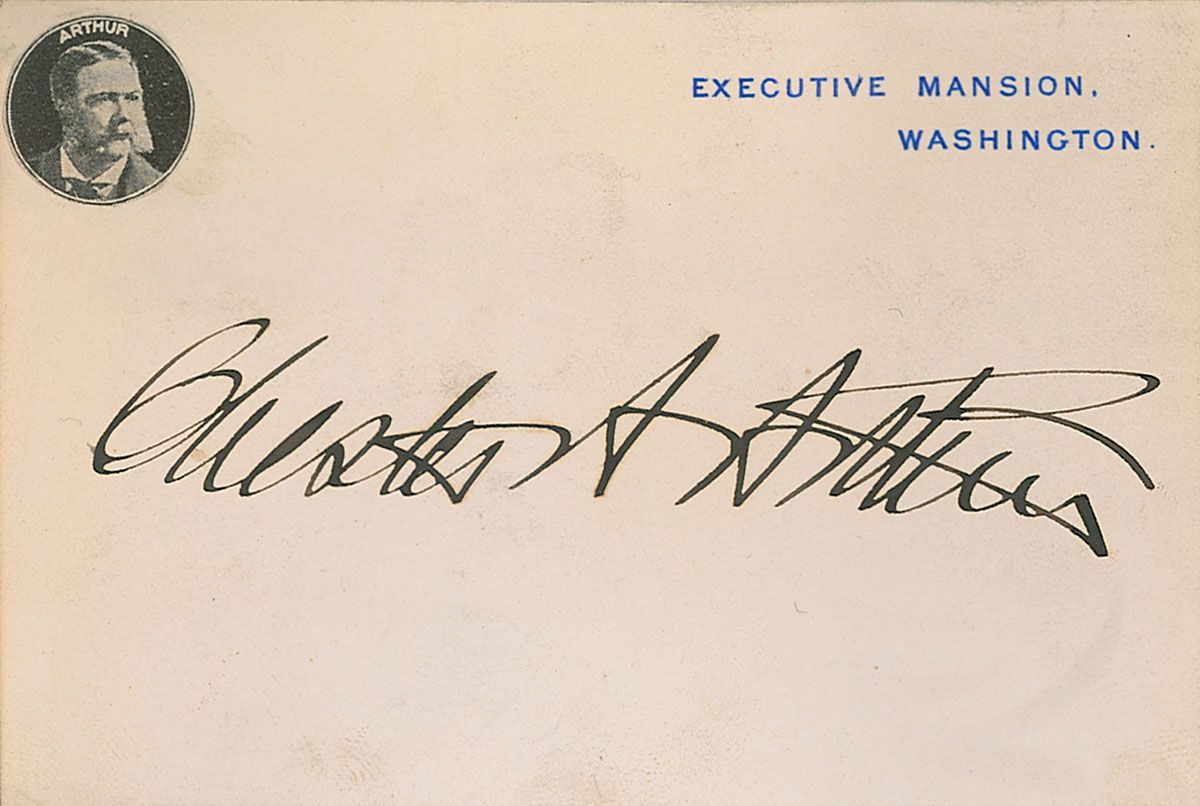 ARTHUR
EXECUTIVE MANSION,
WASHINGTON.
Chester A Arthur